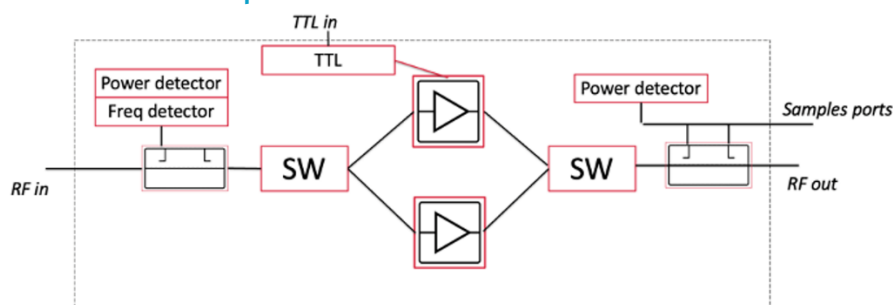 TTL in
TTL
Power detector
Freq detector
Power detector
Samples ports
SW
SW
RF in
RF out